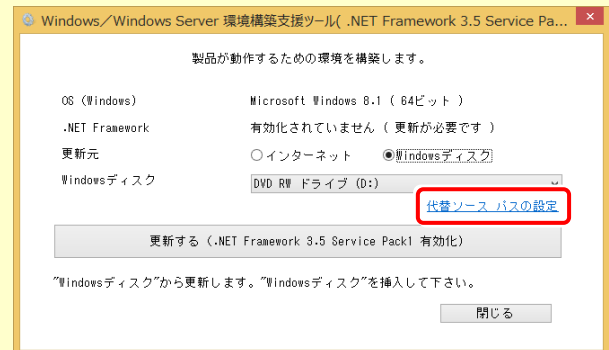 Windows／Windows Server 環境構築支援ツール( .NET Framework 3.5 Service Pa...
製品が動作するための環境を構築します。
OS (Windows) Microsoft Windows 8.1 ( 64ビット )
.NET Framework 有効化されていません ( 更新が必要です )
更新元 インターネット Windowsディスク
Windowsディスク DVD RW ドライブ (D:)
代替ソース パスの設定
更新する (.NET Framework 3.5 Service Pack1 有効化)
"Windowsディスク"から更新します。"Windowsディスク"を挿入して下さい。
閉じる